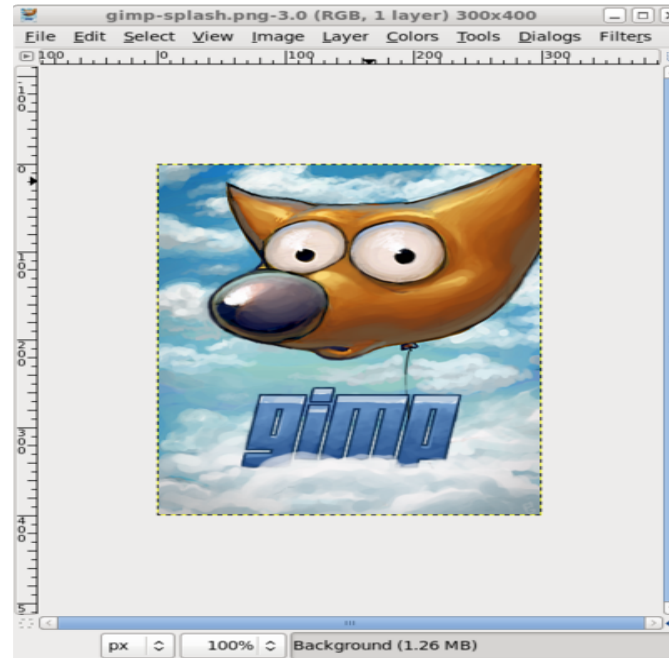 gimp-splash.png-3.0 (RGB, 1 layer) 300x400
File Edit Select View Image Layer Colors Tools Dialogs Filters
100 0 100 200 300
100
0
100
200
gimp
300
400
5
px 100% Background (1.26 MB)